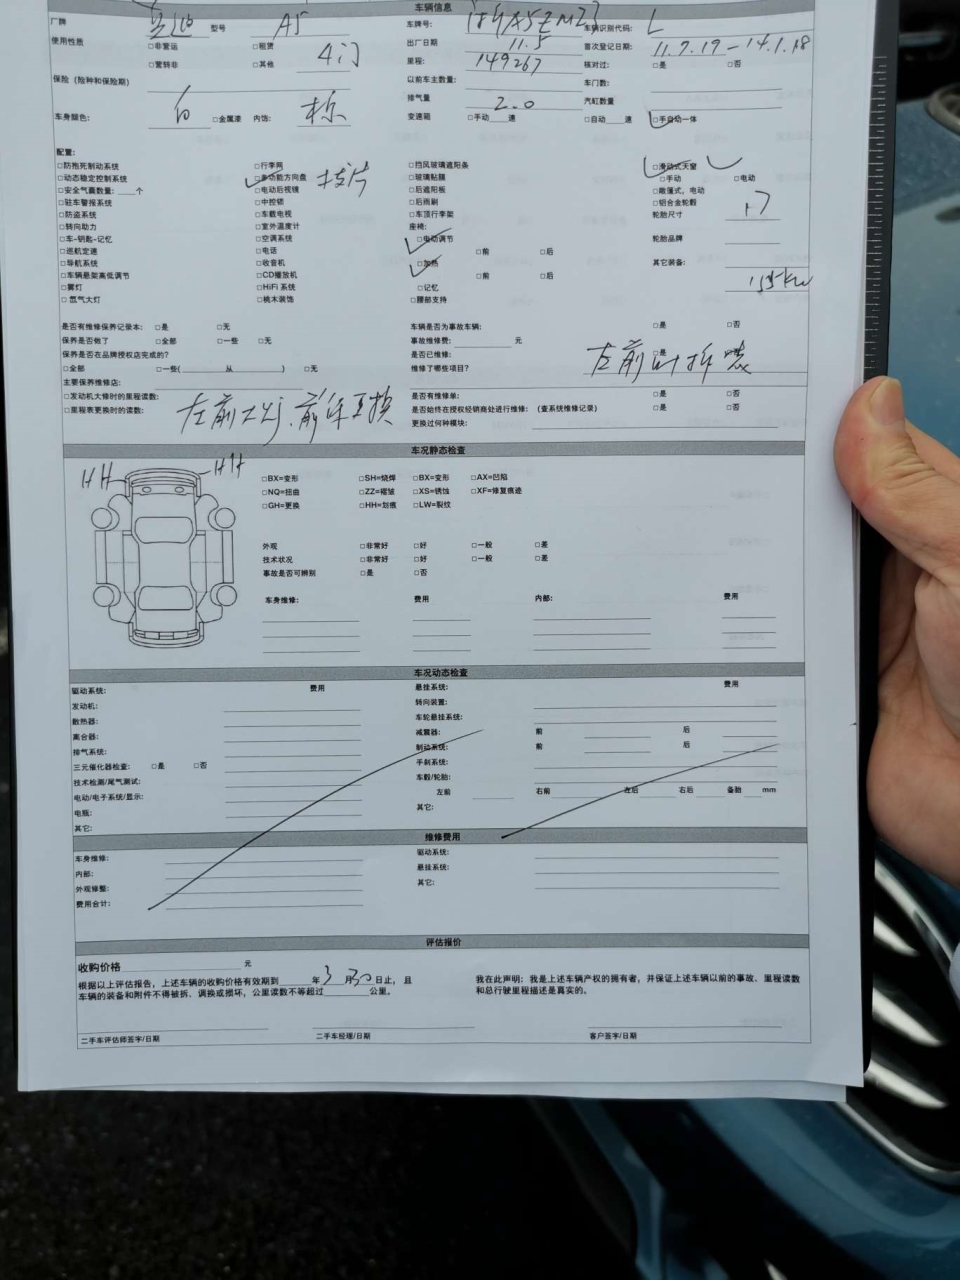 车辆信息
厂牌 型号 A5 车牌号: 车辆识别代码: L
使用性质 □非营运 □租赁 4门 出厂日期 11.5 首次登记日期: 11.7.19-14.1.18
□营转非 □其他 里程: 149267 核对过: □是 □否
保险（险种和保险期） 以前车主数量: 车门数:
排气量 2.0 汽缸数量
车身颜色: 白 □金属漆 内饰: 棕 变速箱 □手动 速 □自动 速 □手自动一体
配置:
□防抱死制动系统 □行李网 □挡风玻璃遮阳条 □滑动式天窗
□动态稳定控制系统 □多功能方向盘 拨片 □玻璃贴膜 □手动 □电动
□安全气囊数量: 个 □电动后视镜 □后遮阳板 □敞篷式，电动
□驻车警报系统 □中控锁 □后雨刷 □铝合金轮毂
□防盗系统 □车载电视 □车顶行李架 轮胎尺寸 17
□转向助力 □室外温度计 座椅:
□车-钥匙-记忆 □空调系统 □电动调节 轮胎品牌
□巡航定速 □电话 □前 □后
□导航系统 □收音机 □加热 其它装备:
□车辆悬架高低调节 □CD播放机 □前 □后
□雾灯 □HiFi 系统 □记忆 155kw
□氙气大灯 □桃木装饰 □腰部支持
是否有维修保养记录本: □是 □无 车辆是否为事故车辆: □是 □否
保养是否做了 □全部 □一些 □无 事故维修费: 元
保养是否在品牌授权店完成的? 是否已维修: □是
□全部 □一些( 从 ) □无 维修了哪些项目? 左前叶拆装
主要保养维修店:
□发动机大修时的里程读数: 是否有维修单: □是 □否
□里程表更换时的读数: 是否始终在授权经销商处进行维修: (查系统维修记录) □是 □否
更换过何种模块:
车况静态检查
HH HH
□BX=变形 □SH=烧焊 □BX=变形 □AX=凹陷
□NQ=扭曲 □ZZ=褶皱 □XS=锈蚀 □XF=修复痕迹
□GH=更换 □HH=划痕 □LW=裂纹
外观 □非常好 □好 □一般 □差
技术状况 □非常好 □好 □一般 □差
事故是否可辨别 □是 □否
车身维修: 费用 内部: 费用
车况动态检查
驱动系统: 费用 悬挂系统: 费用
发动机: 转向装置:
散热器: 车轮悬挂系统:
离合器: 减震器: 前 后
排气系统: 制动系统: 前 后
三元催化器检查: □是 □否 手刹系统:
技术检测/尾气测试: 车毂/轮胎:
电动/电子系统/显示: 左前 右前 左后 右后 备胎 mm
电瓶: 其它:
其它:
维修费用
车身维修: 驱动系统:
内部: 悬挂系统:
外观修整: 其它:
费用合计:
评估报价
收购价格 元
根据以上评估报告，上述车辆的收购价格有效期到 年 3 月 30 日止，且
车辆的装备和附件不得被拆、调换或损坏，公里读数不等超过 公里。
我在此声明：我是上述车辆产权的拥有者，并保证上述车辆以前的事故、里程读数
和总行驶里程描述是真实的。
二手车评估师签字/日期 二手车经理/日期 客户签字/日期